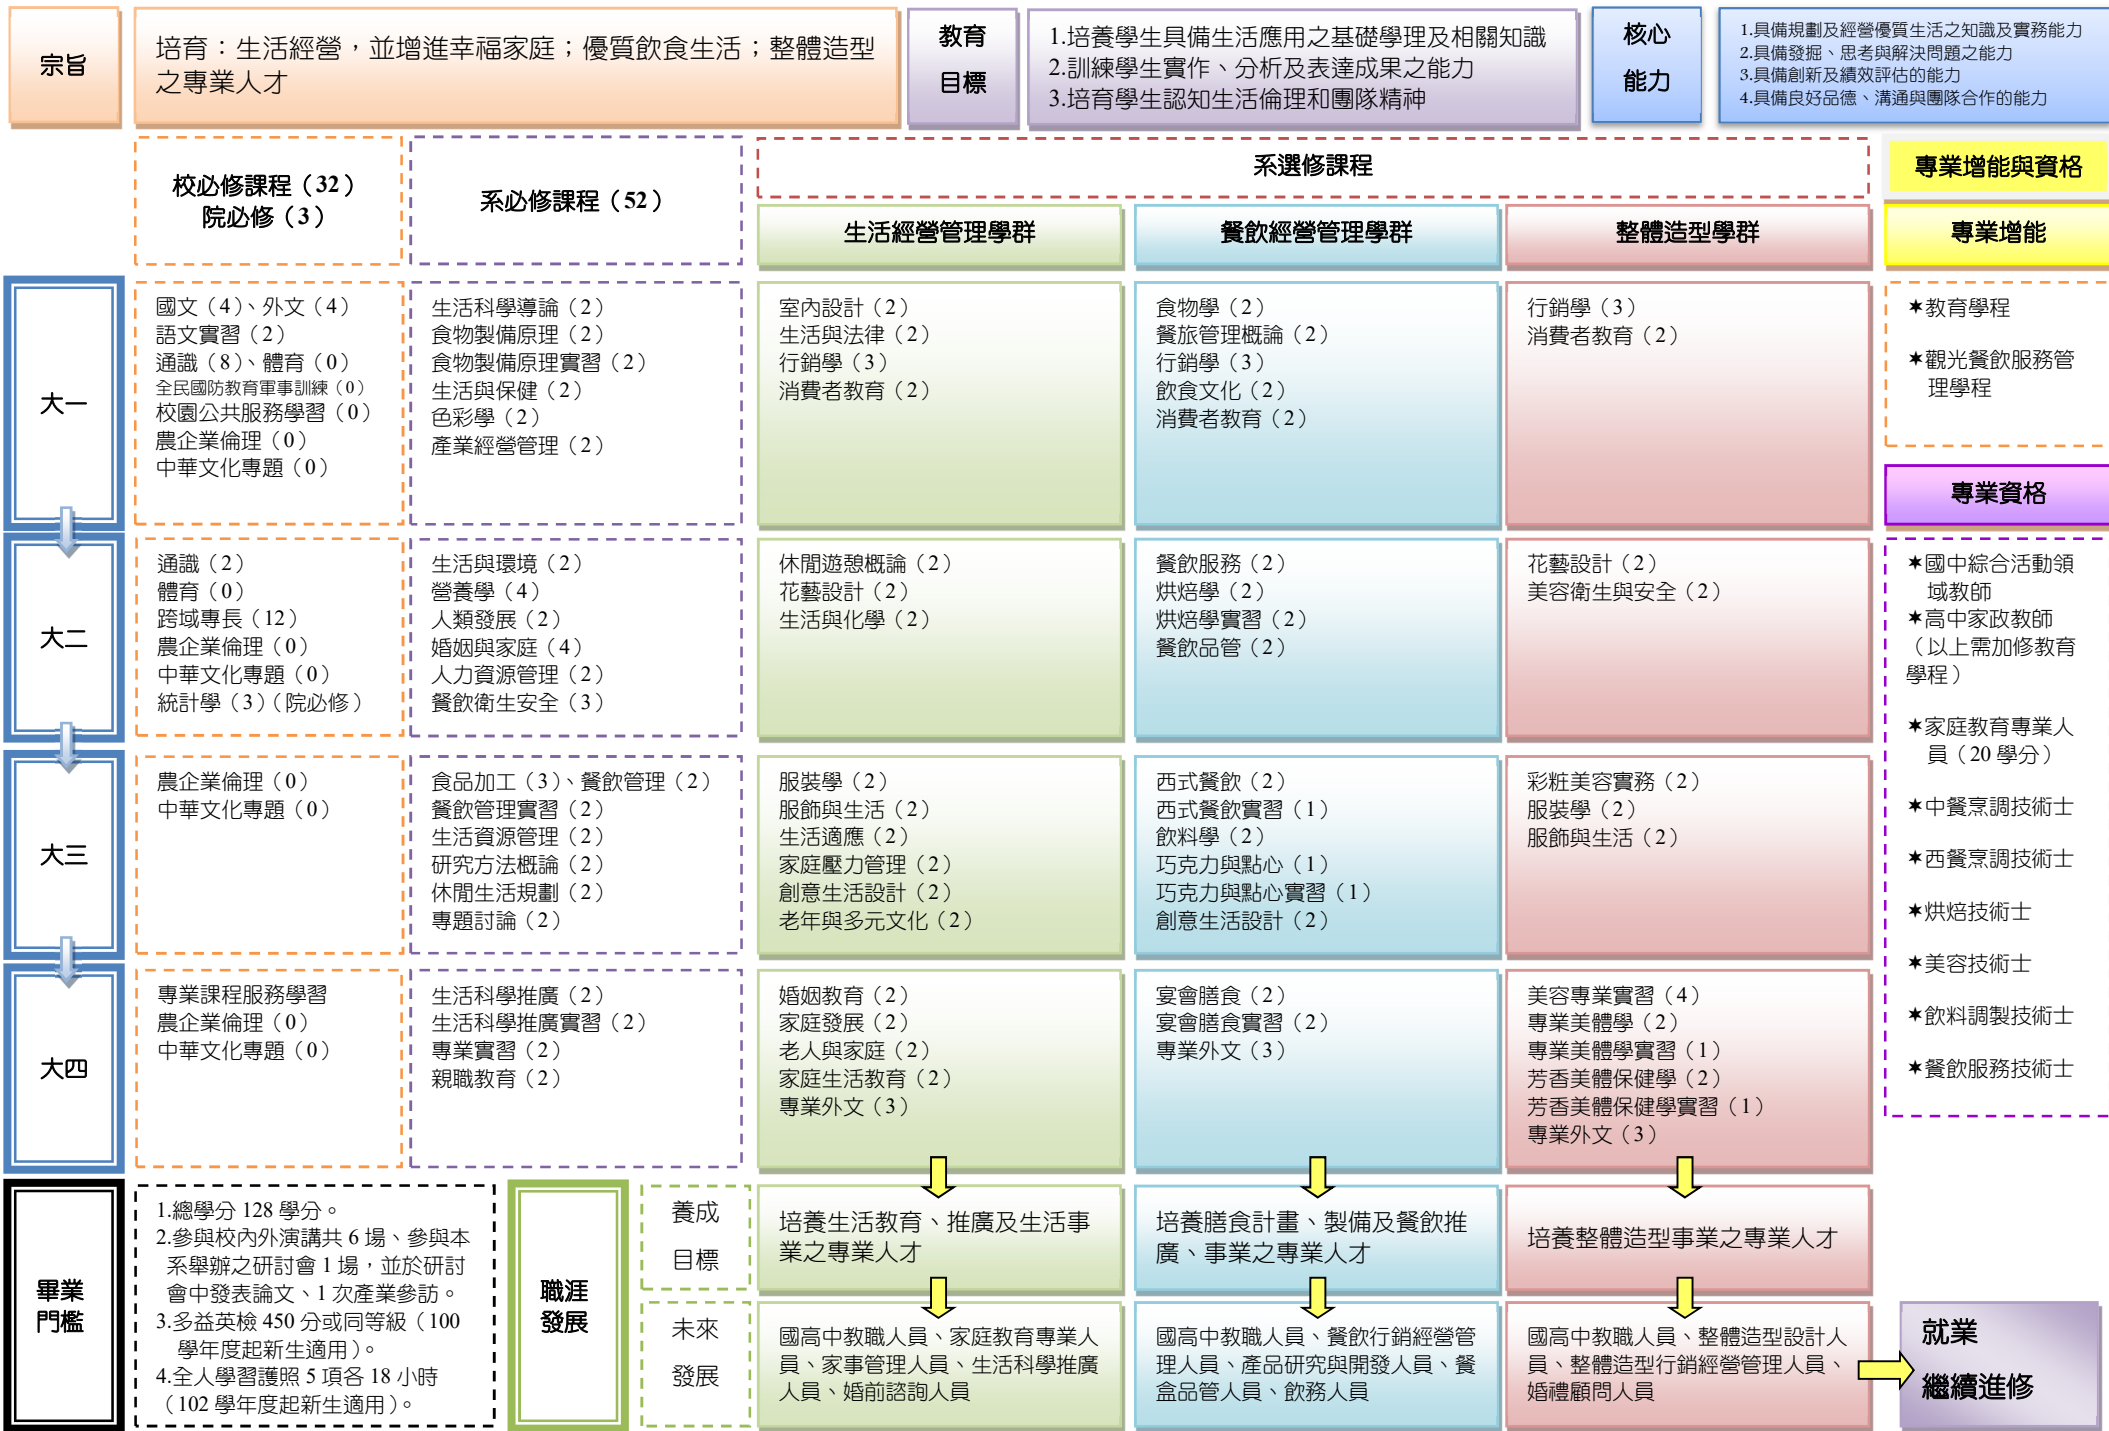 宗旨
培育：生活經營，並增進幸福家庭；優質飲食生活；整體造型
之專業人才
教育
目標
1.培養學生具備生活應用之基礎學理及相關知識
2.訓練學生實作、分析及表達成果之能力
3.培育學生認知生活倫理和團隊精神
核心
能力
1.具備規劃及經營優質生活之知識及實務能力
2.具備發掘、思考與解決問題之能力
3.具備創新及績效評估的能力
4.具備良好品德、溝通與團隊合作的能力
校必修課程（32）
院必修（3）
系必修課程（52）
系選修課程
生活經營管理學群
餐飲經營管理學群
整體造型學群
專業增能與資格
專業增能
大一
國文（4）、外文（4）
語文實習（2）
通識（8）、體育（0）
全民國防教育軍事訓練（0）
校園公共服務學習（0）
農企業倫理（0）
中華文化專題（0）
生活科學導論（2）
食物製備原理（2）
食物製備原理實習（2）
生活與保健（2）
色彩學（2）
產業經營管理（2）
室內設計（2）
生活與法律（2）
行銷學（3）
消費者教育（2）
食物學（2）
餐旅管理概論（2）
行銷學（3）
飲食文化（2）
消費者教育（2）
行銷學（3）
消費者教育（2）
★教育學程
★觀光餐飲服務管
理學程
專業資格
大二
通識（2）
體育（0）
跨域專長（12）
農企業倫理（0）
中華文化專題（0）
統計學（3）（院必修）
生活與環境（2）
營養學（4）
人類發展（2）
婚姻與家庭（4）
人力資源管理（2）
餐飲衛生安全（3）
休閒遊憩概論（2）
花藝設計（2）
生活與化學（2）
餐飲服務（2）
烘焙學（2）
烘焙學實習（2）
餐飲品管（2）
花藝設計（2）
美容衛生與安全（2）
★國中綜合活動領
域教師
★高中家政教師
（以上需加修教育
學程）
★家庭教育專業人
員（20 學分）
★中餐烹調技術士
★西餐烹調技術士
★烘焙技術士
★美容技術士
★飲料調製技術士
★餐飲服務技術士
大三
農企業倫理（0）
中華文化專題（0）
食品加工（3）、餐飲管理（2）
餐飲管理實習（2）
生活資源管理（2）
研究方法概論（2）
休閒生活規劃（2）
專題討論（2）
服裝學（2）
服飾與生活（2）
生活適應（2）
家庭壓力管理（2）
創意生活設計（2）
老年與多元文化（2）
西式餐飲（2）
西式餐飲實習（1）
飲料學（2）
巧克力與點心（1）
巧克力與點心實習（1）
創意生活設計（2）
彩粧美容實務（2）
服裝學（2）
服飾與生活（2）
大四
專業課程服務學習
農企業倫理（0）
中華文化專題（0）
生活科學推廣（2）
生活科學推廣實習（2）
專業實習（2）
親職教育（2）
婚姻教育（2）
家庭發展（2）
老人與家庭（2）
家庭生活教育（2）
專業外文（3）
宴會膳食（2）
宴會膳食實習（2）
專業外文（3）
美容專業實習（4）
專業美體學（2）
專業美體學實習（1）
芳香美體保健學（2）
芳香美體保健學實習（1）
專業外文（3）
畢業
門檻
1.總學分 128 學分。
2.參與校內外演講共 6 場、參與本
系舉辦之研討會 1 場，並於研討
會中發表論文、1 次產業參訪。
3.多益英檢 450 分或同等級（100
學年度起新生適用）。
4.全人學習護照 5 項各 18 小時
（102 學年度起新生適用）。
職涯
發展
養成
目標
培養生活教育、推廣及生活事
業之專業人才
培養膳食計畫、製備及餐飲推
廣、事業之專業人才
培養整體造型事業之專業人才
未來
發展
國高中教職人員、家庭教育專業人
員、家事管理人員、生活科學推廣
人員、婚前諮詢人員
國高中教職人員、餐飲行銷經營管
理人員、產品研究與開發人員、餐
盒品管人員、飲務人員
國高中教職人員、整體造型設計人
員、整體造型行銷經營管理人員、
婚禮顧問人員
就業
繼續進修